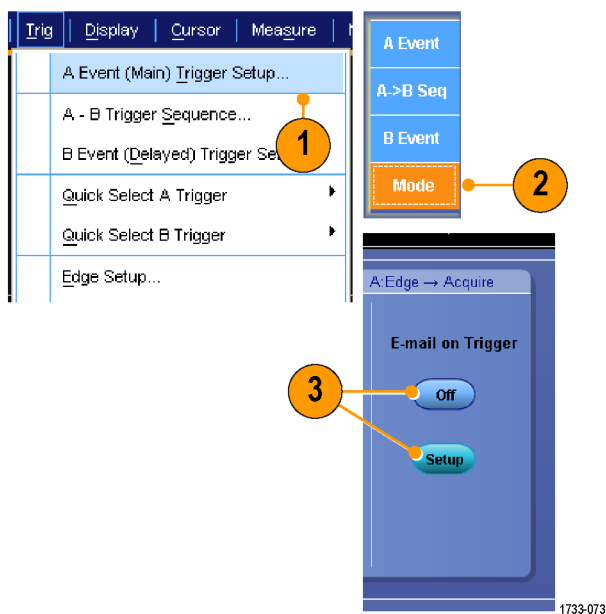 Trig Display Cursor Measure
A Event (Main) Trigger Setup...
A - B Trigger Sequence...
1
B Event (Delayed) Trigger Se
Quick Select A Trigger
Quick Select B Trigger
Edge Setup...
A Event
A->B Seq
B Event
Mode
2
A:Edge → Acquire
E-mail on Trigger
3
Off
Setup
1733-073